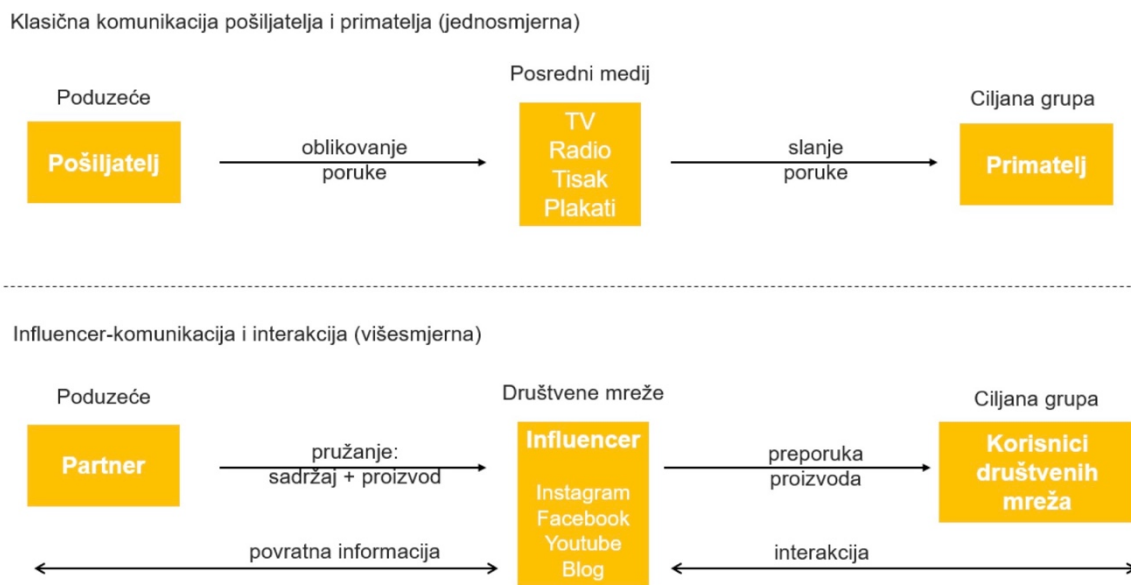 Klasična komunikacija pošiljatelja i primatelja (jednosmjerna)
Poduzeće
Pošiljatelj
oblikovanje
poruke
Posredni medij
TV
Radio
Tisak
Plakati
slanje
poruke
Ciljana grupa
Primatelj
Influencer-komunikacija i interakcija (višesmjerna)
Poduzeće
Partner
pružanje:
sadržaj + proizvod
povratna informacija
Društvene mreže
Influencer
Instagram
Facebook
Youtube
Blog
preporuka
proizvoda
interakcija
Ciljana grupa
Korisnici
društvenih
mreža